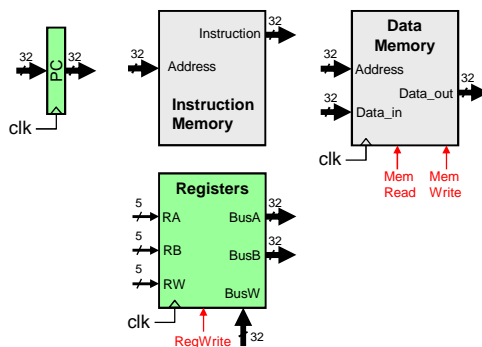 32
32
PC
clk
32
Instruction
32
Address
Instruction
Memory
Data
Memory
32
Address
Data_out
32
32
Data_in
clk
Mem
Read
Mem
Write
Registers
5
RA
BusA
32
5
RB
BusB
32
5
RW
BusW
clk
RegWrite
32